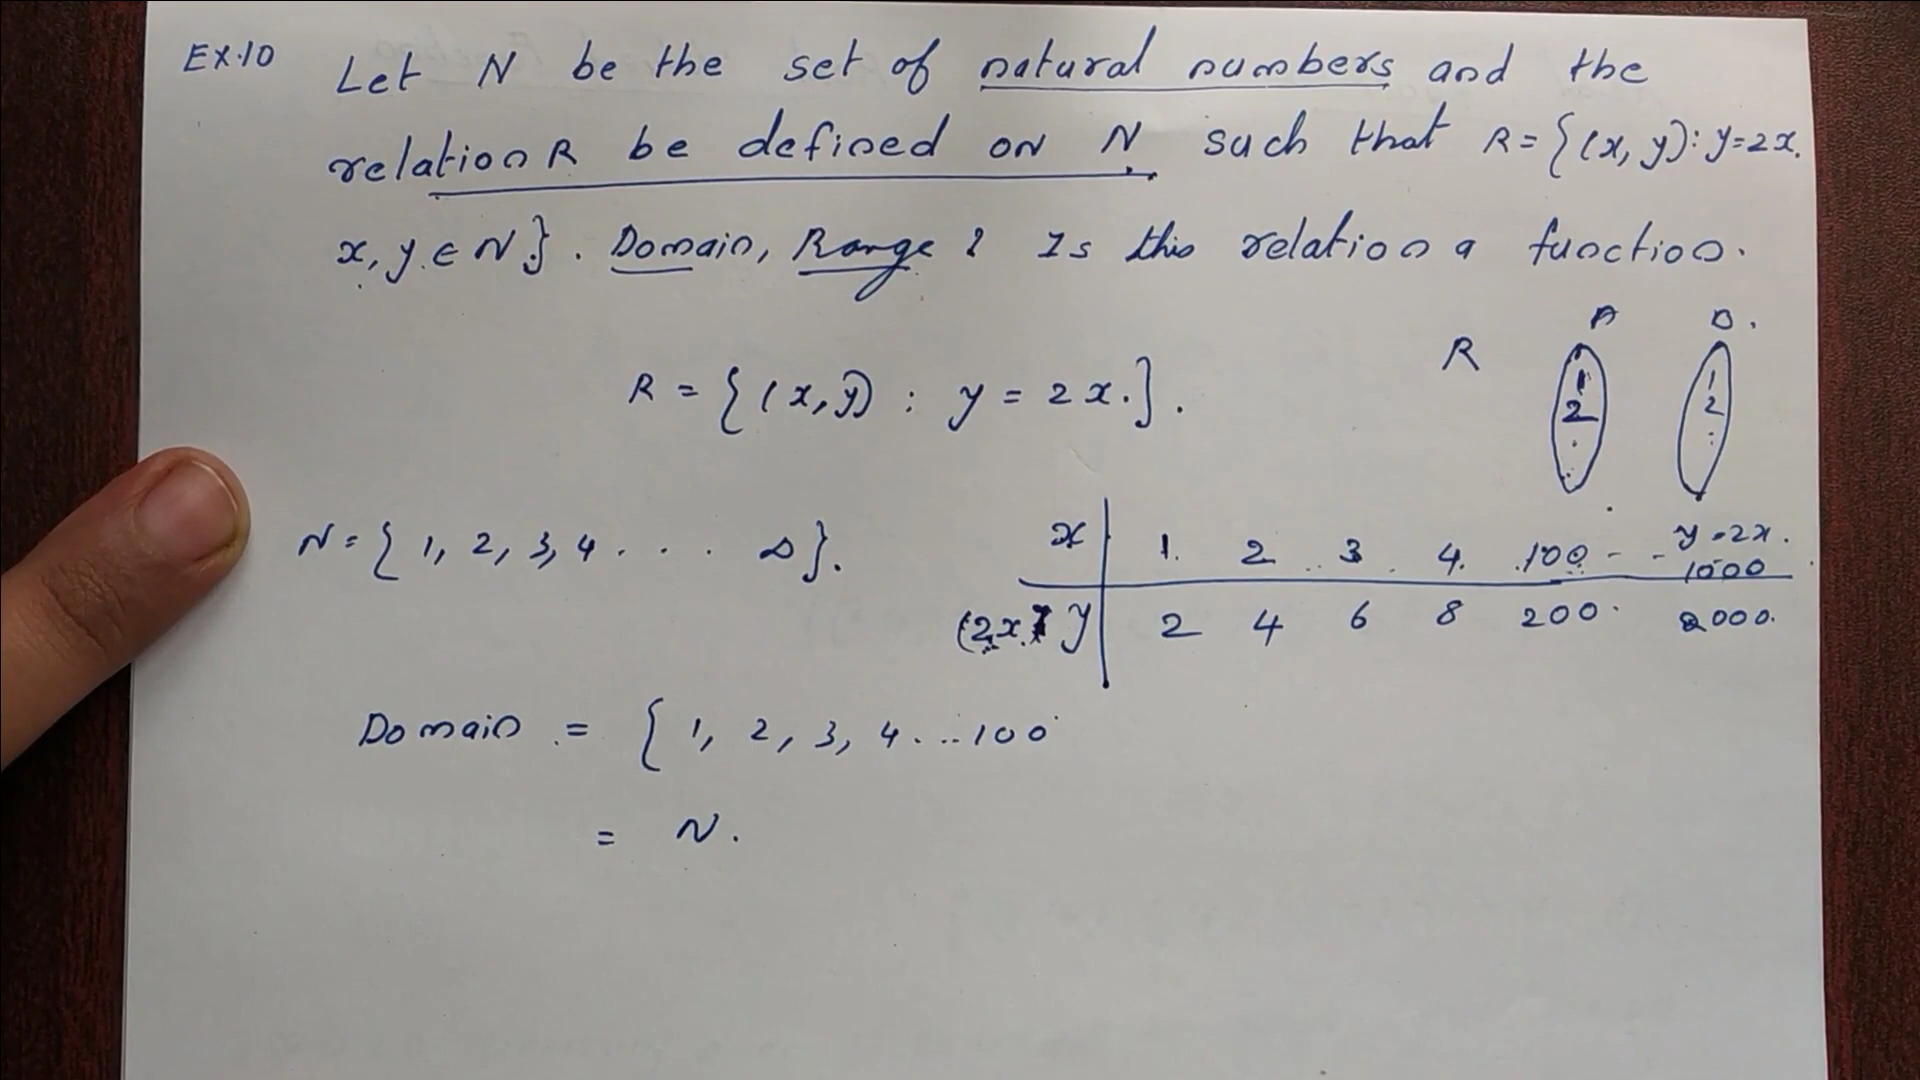 Ex.10 Let N be the set of natural numbers and the
relation R be defined on N such that R = {(x, y) : y = 2x,
x, y ∈ N}. Domain, Range ? Is this relation a function.
A B.
R
1 1
2 2
R = {(x, y) : y = 2x.}.
N = {1, 2, 3, 4 . . . ∞}.
y = 2x.
x 1. 2 3 4. 100 - - 1000
(2x) y 2 4 6 8 200. 2000.
Domain = { 1, 2, 3, 4 ... 100
= N.